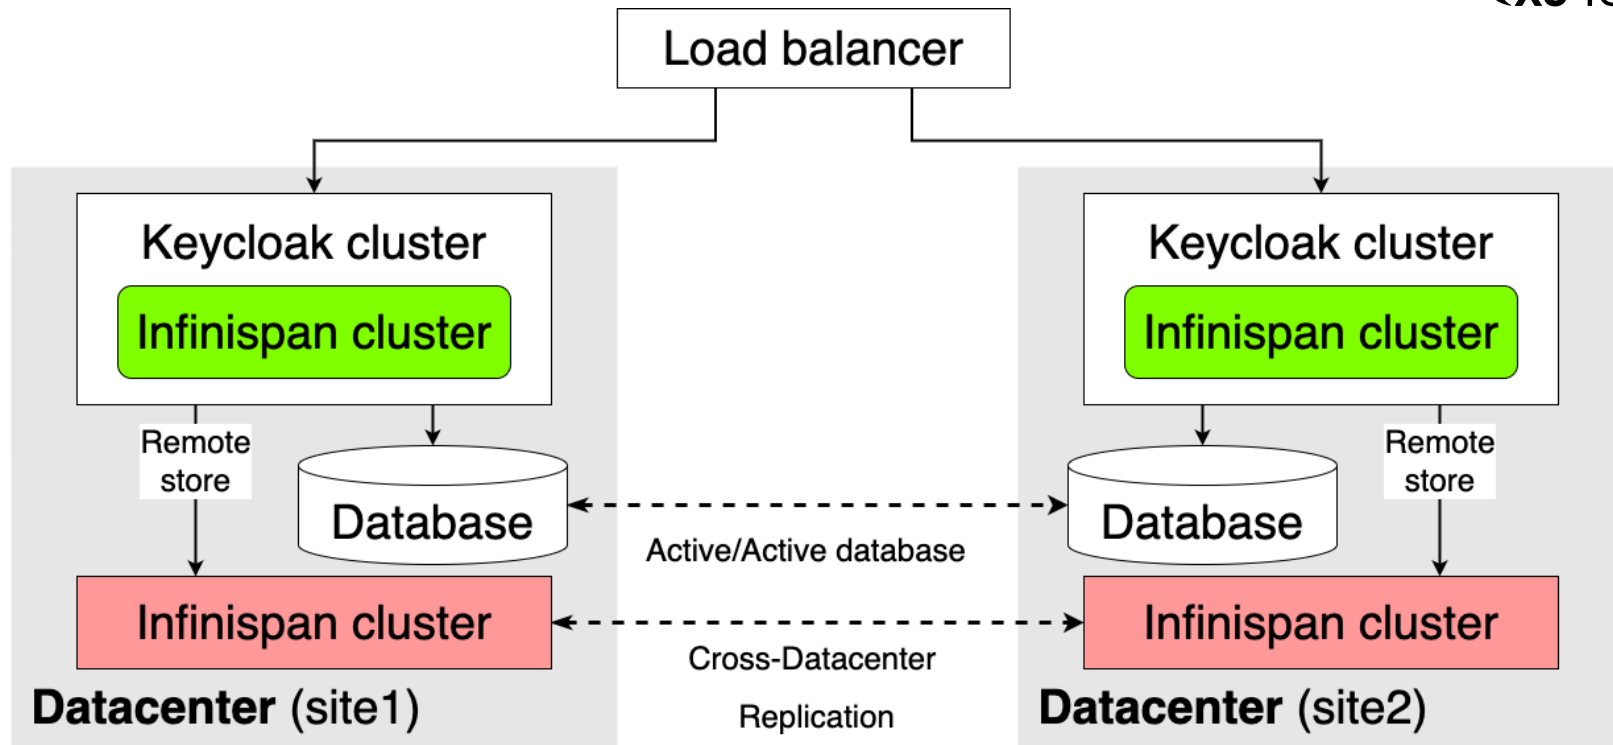 Load balancer
Keycloak cluster
Infinispan cluster
Remote
store
Database
Infinispan cluster
Datacenter (site1)
Active/Active database
Cross-Datacenter
Replication
Keycloak cluster
Infinispan cluster
Database
Remote
store
Infinispan cluster
Datacenter (site2)